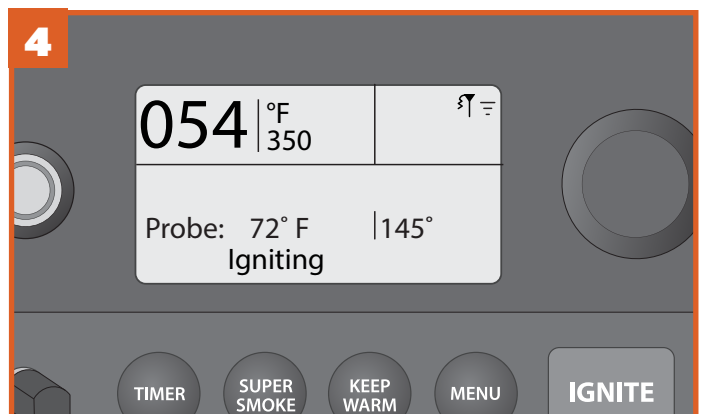 4
054 °F
350
Probe: 72° F 145°
Igniting
TIMER
SUPER
SMOKE
KEEP
WARM
MENU
IGNITE